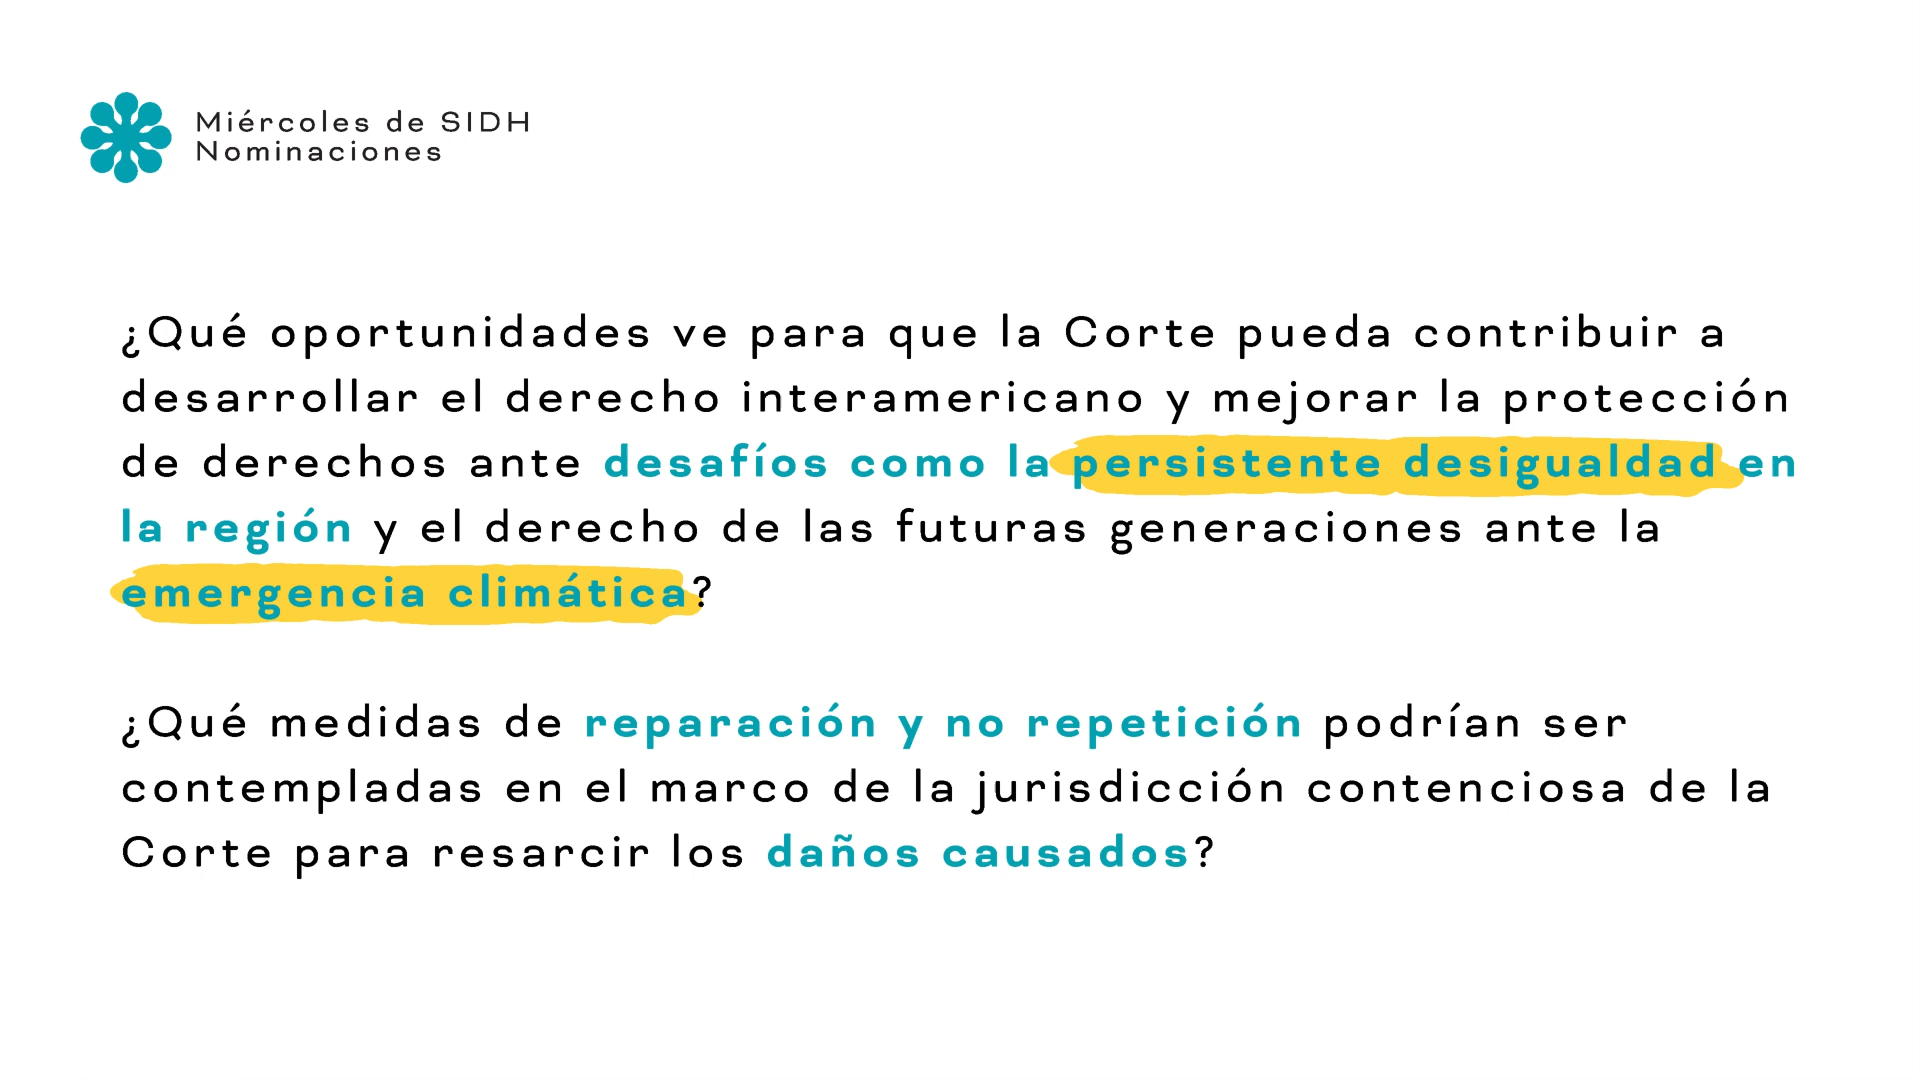 Miércoles de SIDH
Nominaciones
¿Qué oportunidades ve para que la Corte pueda contribuir a
desarrollar el derecho interamericano y mejorar la protección
de derechos ante desafíos como la persistente desigualdad en
la región y el derecho de las futuras generaciones ante la
emergencia climática?
¿Qué medidas de reparación y no repetición podrían ser
contempladas en el marco de la jurisdicción contenciosa de la
Corte para resarcir los daños causados?